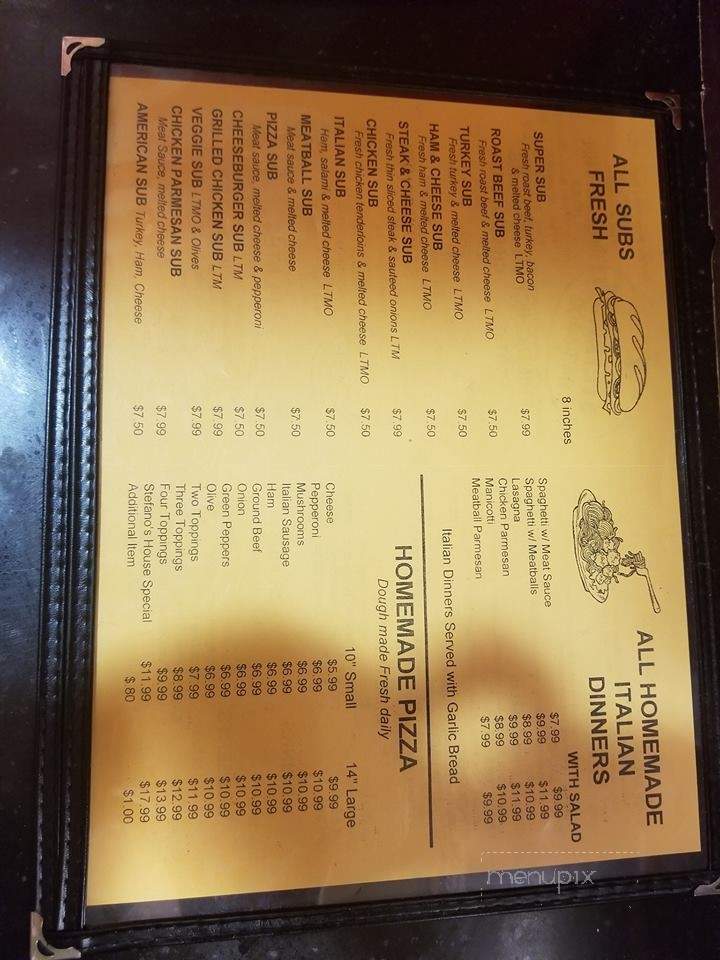 ALL SUBS
FRESH
8 inches
SUPER SUB $7.99
Fresh roast beef, turkey, bacon
& melted cheese LTMO
ROAST BEEF SUB $7.50
Fresh roast beef & melted cheese LTMO
TURKEY SUB $7.50
Fresh turkey & melted cheese LTMO
HAM & CHEESE SUB $7.50
Fresh ham & melted cheese LTMO
STEAK & CHEESE SUB $7.99
Fresh thin sliced steak & sauteed onions LTM
CHICKEN SUB $7.50
Fresh chicken tenderloins & melted cheese LTMO
ITALIAN SUB $7.50
Ham, salami & melted cheese LTMO
MEATBALL SUB $7.50
Meat sauce & melted cheese
PIZZA SUB $7.50
Meat sauce, melted cheese & pepperoni
CHEESEBURGER SUB LTM $7.50
GRILLED CHICKEN SUB LTM $7.99
VEGGIE SUB LTMO & Olives $7.99
CHICKEN PARMESAN SUB $7.99
Meat Sauce, melted cheese
AMERICAN SUB Turkey, Ham, Cheese $7.50
ALL HOMEMADE
ITALIAN
DINNERS
WITH SALAD
Spaghetti w/ Meat Sauce $7.99 $9.99
Spaghetti w/ Meatballs $9.99 $11.99
Lasagna $8.99 $10.99
Chicken Parmesan $9.99 $11.99
Manicotti $8.99 $10.99
Meatball Parmesan $7.99 $9.99
Italian Dinners Served with Garlic Bread
HOMEMADE PIZZA
Dough made Fresh daily
10" Small 14" Large
Cheese $5.99 $9.99
Pepperoni $6.99 $10.99
Mushrooms $6.99 $10.99
Italian Sausage $6.99 $10.99
Ham $6.99 $10.99
Ground Beef $6.99 $10.99
Onion $6.99 $10.99
Green Peppers $6.99 $10.99
Olive $6.99 $10.99
Two Toppings $7.99 $11.99
Three Toppings $8.99 $12.99
Four Toppings $9.99 $13.99
Stefano's House Special $11.99 $17.99
Additional Item $.80 $1.00
menupix